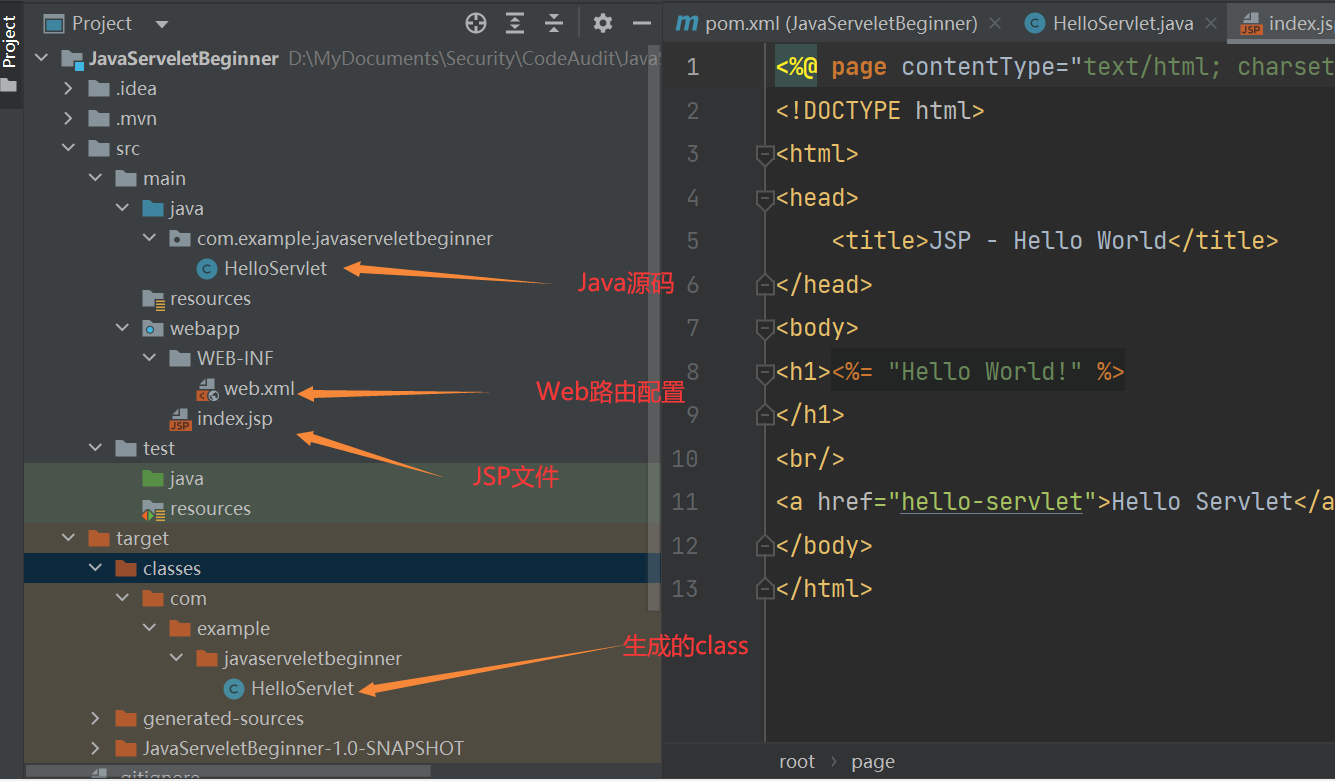 Project
Project
JavaServeletBeginner D:\MyDocuments\Security\CodeAudit\JavaS
.idea
.mvn
src
main
java
com.example.javaserveletbeginner
HelloServlet
Java源码
resources
webapp
WEB-INF
web.xml
Web路由配置
index.jsp
JSP文件
test
java
resources
target
classes
com
example
生成的class
javaserveletbeginner
HelloServlet
generated-sources
JavaServeletBeginner-1.0-SNAPSHOT
.gitignore
pom.xml (JavaServeletBeginner) HelloServlet.java index.jsp
1 <%@ page contentType="text/html; charset
2 <!DOCTYPE html>
3 <html>
4 <head>
5 <title>JSP - Hello World</title>
6 </head>
7 <body>
8 <h1><%= "Hello World!" %>
9 </h1>
10 <br/>
11 <a href="hello-servlet">Hello Servlet</a
12 </body>
13 </html>
root › page